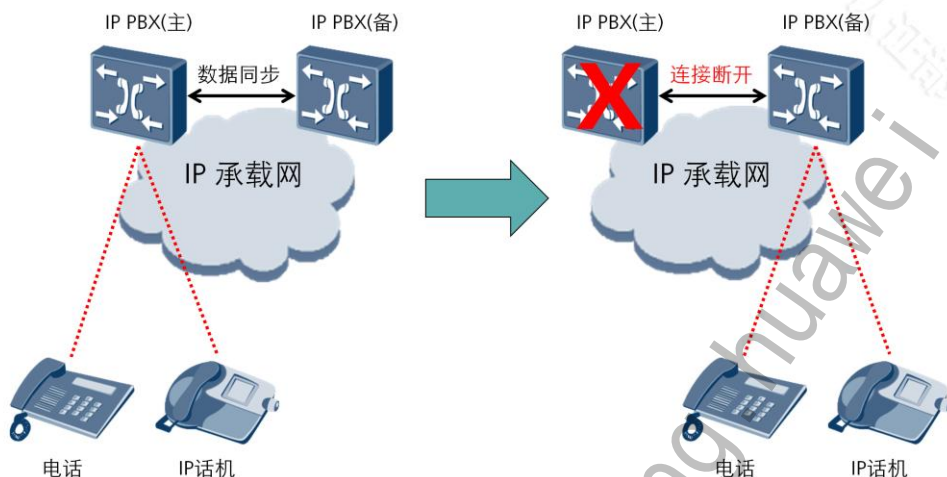 IP PBX(主)
IP PBX(备)
数据同步
IP 承载网
电话
IP话机
IP PBX(主)
IP PBX(备)
连接断开
X
IP 承载网
电话
IP话机
huawei